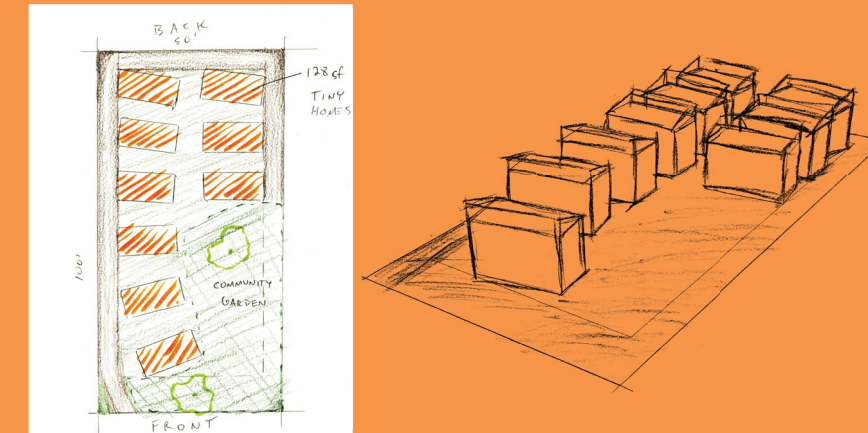 BACK
50'
128 sf
TINY
HOMES
100'
COMMUNITY
GARDEN
FRONT